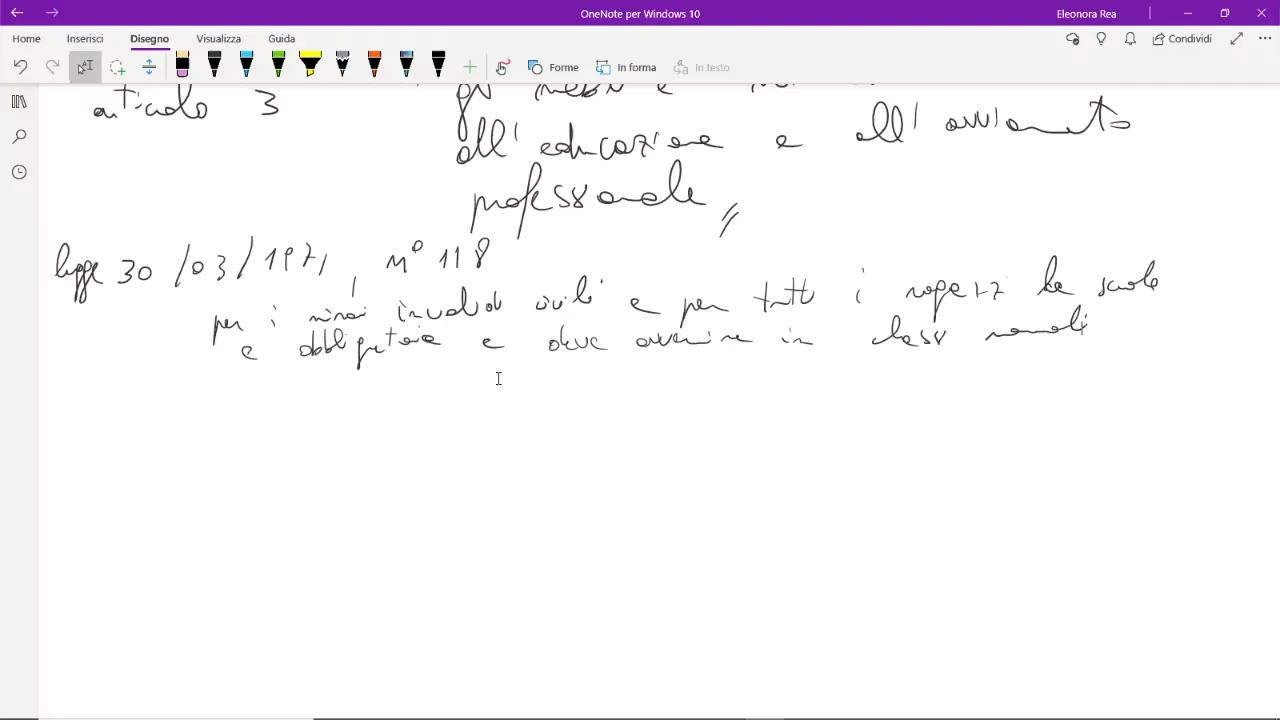 OneNote per Windows 10
Eleonora Rea
Home Inserisci Disegno Visualizza Guida
Condividi
Forme In forma In testo
articolo 3
all'educazione e all'avviamento
professionale
legge 30/03/1971, n° 118
per i minori invalidi civili e per tutti i ragazzi la scuola
e obbligatoria e deve avvenire in classi normali